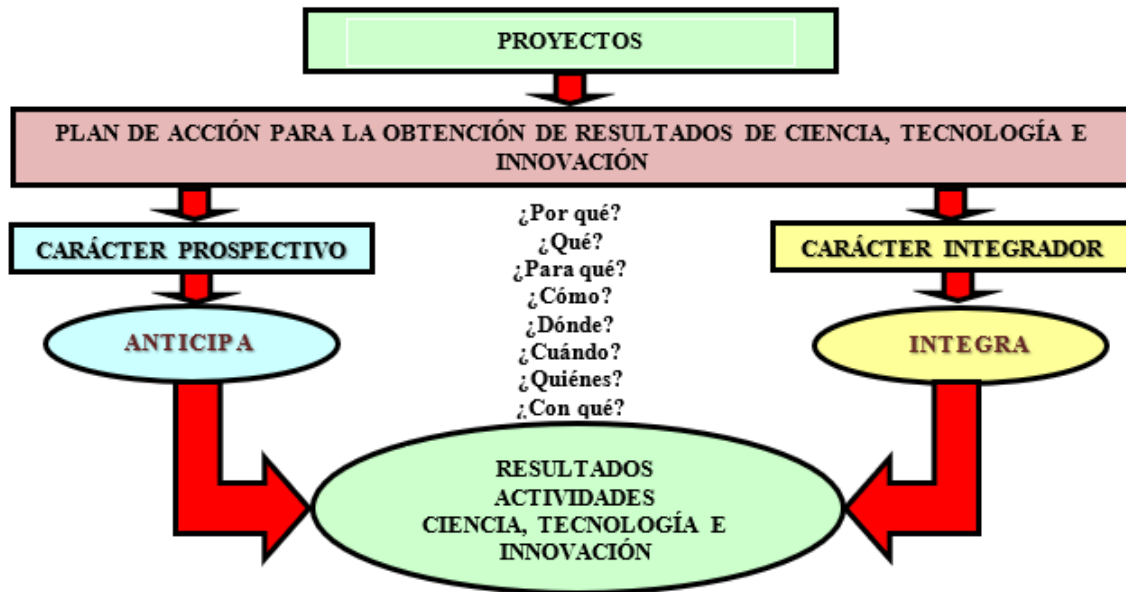 PROYECTOS
PLAN DE ACCIÓN PARA LA OBTENCIÓN DE RESULTADOS DE CIENCIA, TECNOLOGÍA E
INNOVACIÓN
CARÁCTER PROSPECTIVO
ANTICIPA
¿Por qué?
¿Qué?
¿Para qué?
¿Cómo?
¿Dónde?
¿Cuándo?
¿Quiénes?
¿Con qué?
CARÁCTER INTEGRADOR
INTEGRA
RESULTADOS
ACTIVIDADES
CIENCIA, TECNOLOGÍA E
INNOVACIÓN